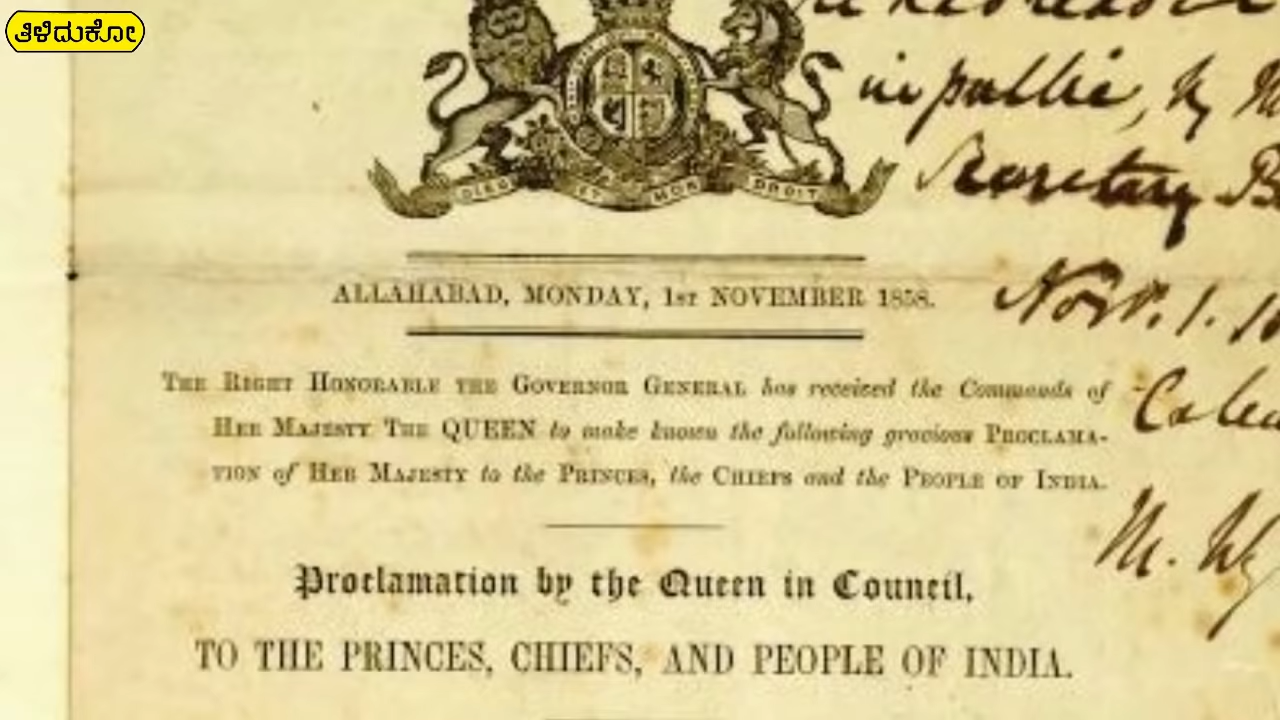 ತಿಳಿದುಕೋ
in public, by
Secretary
DIEU ET MON DROIT
ALLAHABAD, MONDAY, 1ST NOVEMBER 1858.
Nov. 1.
THE RIGHT HONORABLE THE GOVERNOR GENERAL has received the Commands of
HER MAJESTY THE QUEEN to make known the following gracious PROCLAMA-
TION of HER MAJESTY to the PRINCES, the CHIEFS and the PEOPLE OF INDIA.
Proclamation by the Queen in Council,
TO THE PRINCES, CHIEFS, AND PEOPLE OF INDIA.